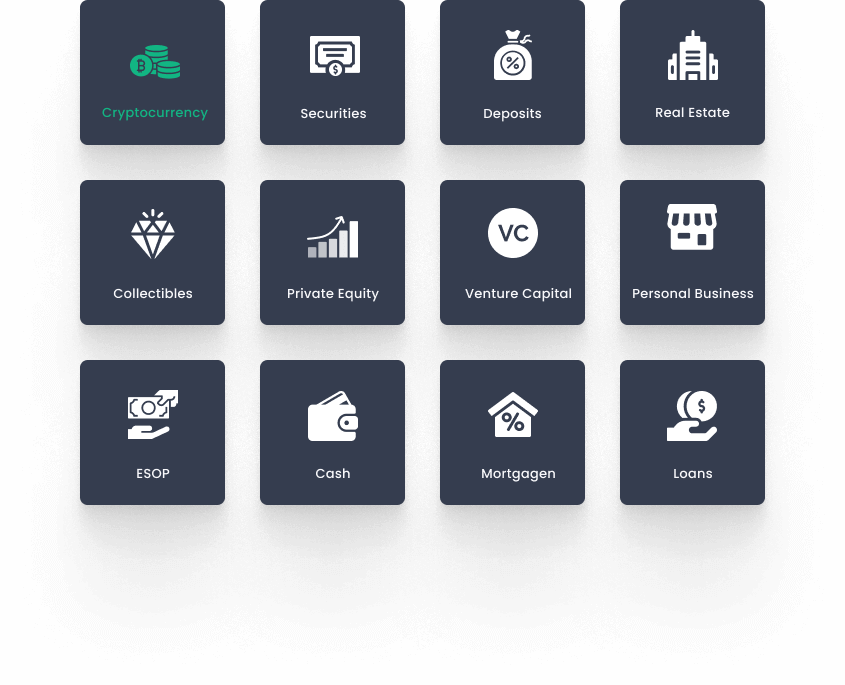 Cryptocurrency
Securities
Deposits
Real Estate
Collectibles
Private Equity
VC
Venture Capital
Personal Business
ESOP
Cash
Mortgagen
Loans